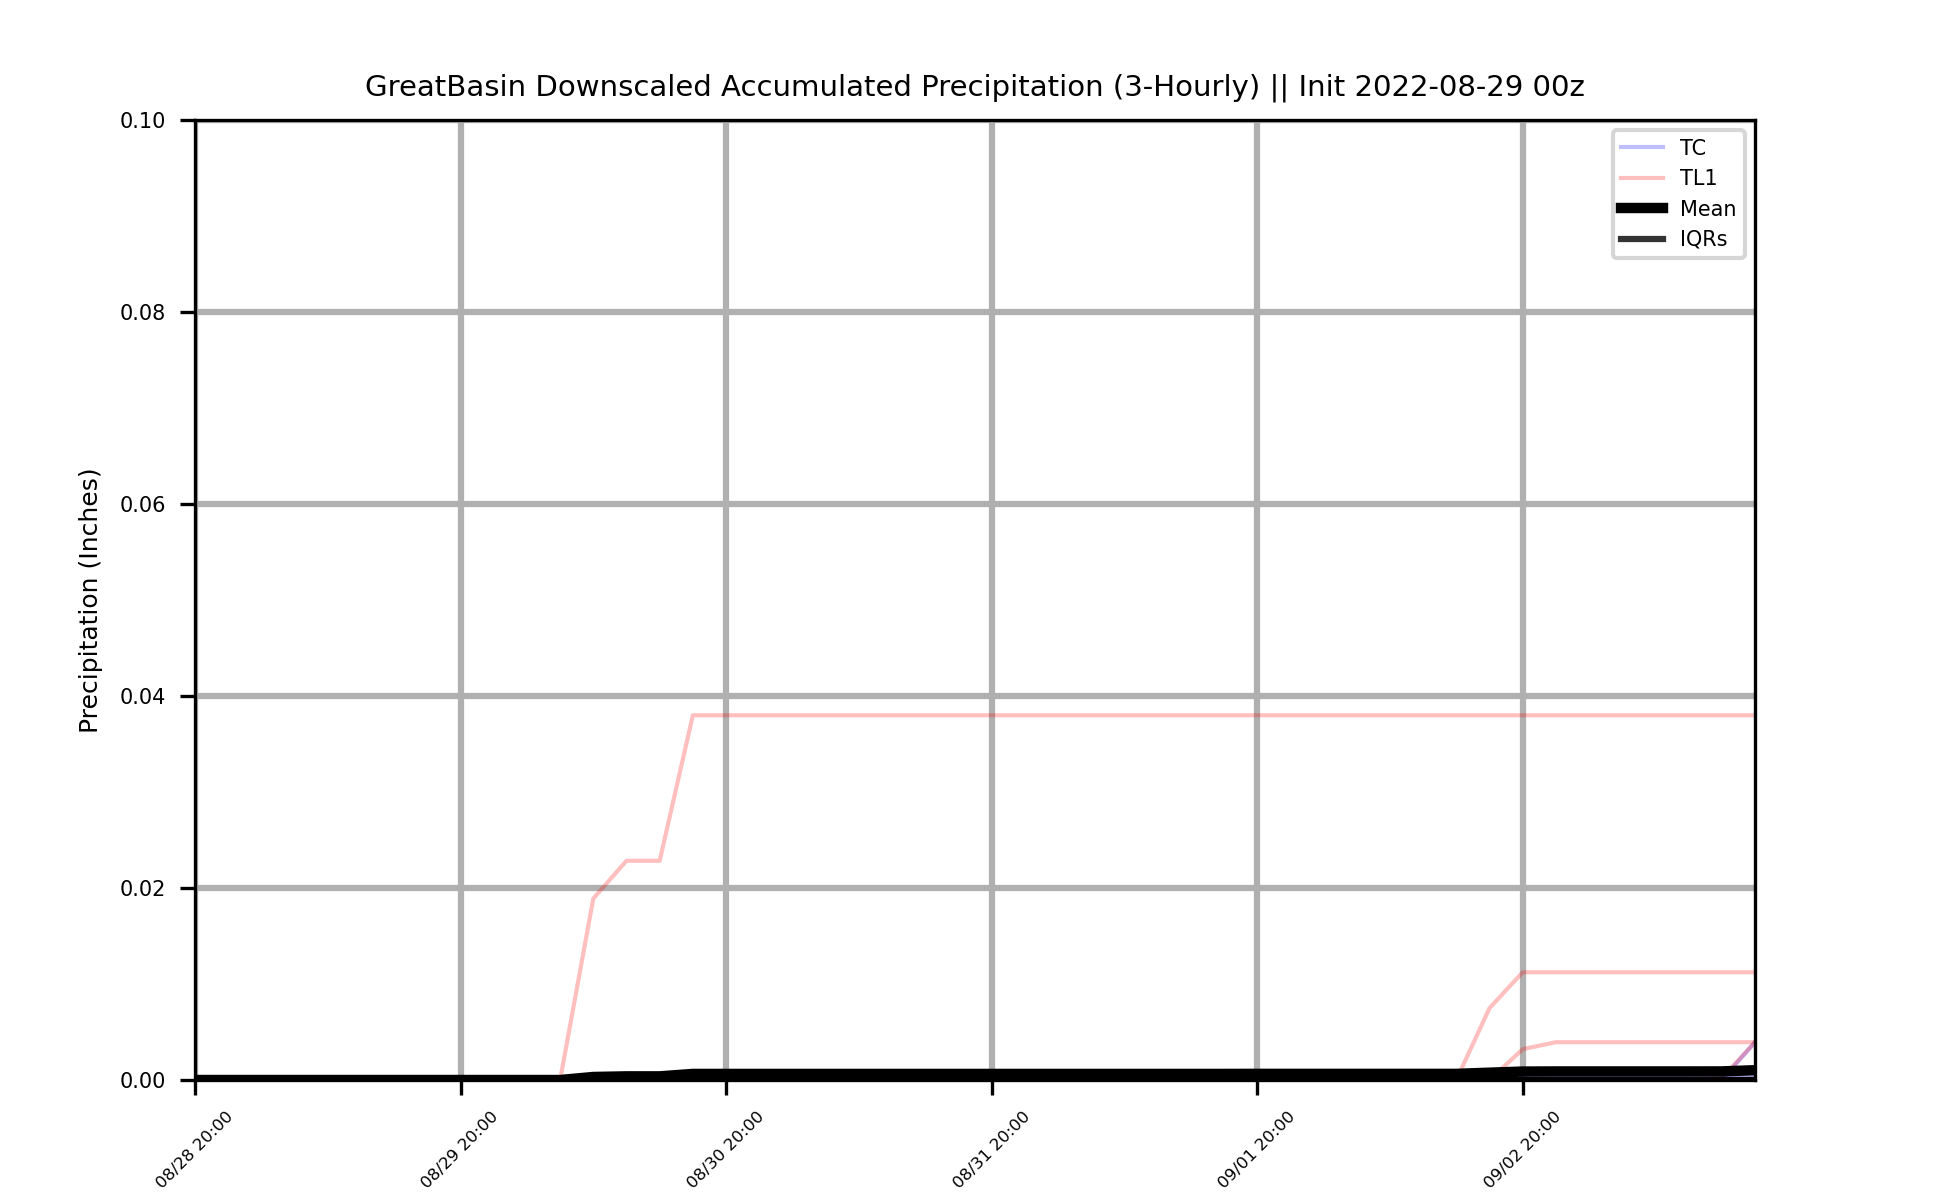 GreatBasin Downscaled Accumulated Precipitation (3-Hourly) || Init 2022-08-29 00z
TC
TL1
Mean
IQRs
Precipitation (Inches)
0.10
0.08
0.06
0.04
0.02
0.00
08/28 20:00
08/29 20:00
08/30 20:00
08/31 20:00
09/01 20:00
09/02 20:00